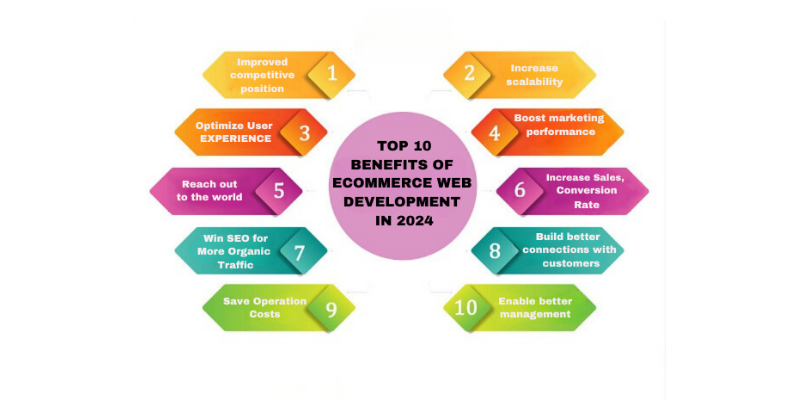 TOP 10
BENEFITS OF
ECOMMERCE WEB
DEVELOPMENT
IN 2024
1
Improved
competitive
position
2
Increase
scalability
3
Optimize User
EXPERIENCE
4
Boost marketing
performance
5
Reach out
to the world
6
Increase Sales,
Conversion
Rate
7
Win SEO for
More Organic
Traffic
8
Build better
connections with
customers
9
Save Operation
Costs
10
Enable better
management